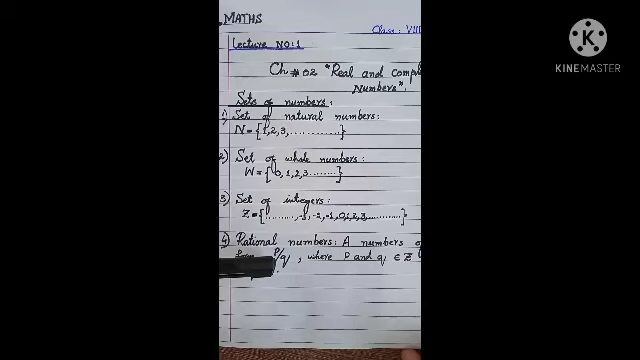 MATHS
Class: VIII
Lecture NO:1
Ch # 02 "Real and compl
Numbers".
Sets of numbers:
1) Set of natural numbers:
N = {1,2,3,............}
2) Set of whole numbers:
W = {0,1,2,3........}
3) Set of integers:
Z = {.........,-3,-2,-1,0,1,2,3,...........}
4) Rational numbers: A numbers of
P/q, where P and q ∈ Z
K
KINEMASTER